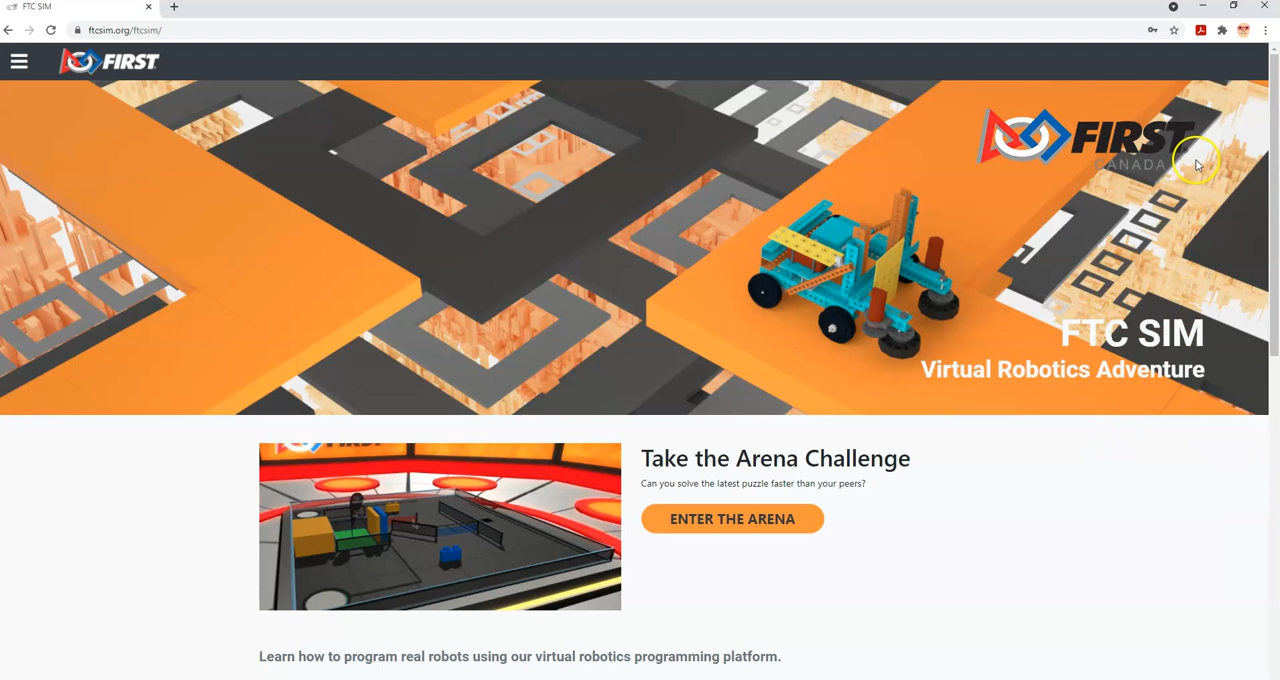 FTC SIM
ftcsim.org/ftcsim/
FIRST
FIRST
CANADA
FTC SIM
Virtual Robotics Adventure
FIRST
Take the Arena Challenge
Can you solve the latest puzzle faster than your peers?
ENTER THE ARENA
Learn how to program real robots using our virtual robotics programming platform.